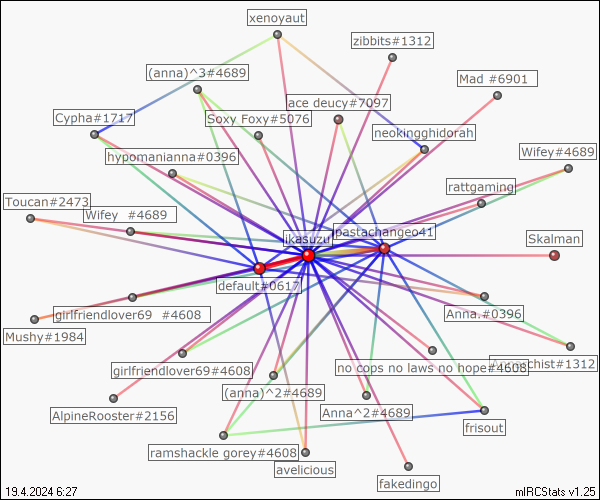 xenoyaut
zibbits#1312
(anna)^3#4689
Mad #6901
ace deucy#7097
Cypha#1717
Soxy Foxy#5076
neokingghidorah
hypomanianna#0396
Wifey#4689
rattgaming
Toucan#2473
Wifey #4689
pastachangeo41
ikasuzu
Skalman
default#0617
girlfriendlover69 #4608
Anna.#0396
Mushy#1984
#1312
girlfriendlover69#4608
no cops no laws no hope#4608
(anna)^2#4689
AlpineRooster#2156
Anna^2#4689
frisout
ramshackle gorey#4608
avelicious
fakedingo
19.4.2024 6:27
mIRCStats v1.25